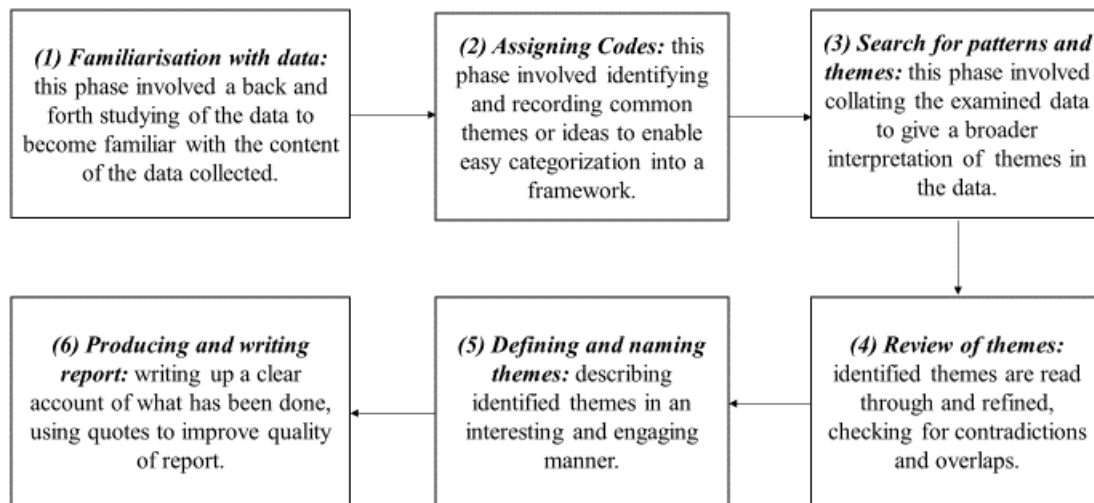 (1) Familiarisation with data:
this phase involved a back and
forth studying of the data to
become familiar with the content
of the data collected.
(2) Assigning Codes: this
phase involved identifying
and recording common
themes or ideas to enable
easy categorization into a
framework.
(3) Search for patterns and
themes: this phase involved
collating the examined data
to give a broader
interpretation of themes in
the data.
(4) Review of themes:
identified themes are read
through and refined,
checking for contradictions
and overlaps.
(5) Defining and naming
themes: describing
identified themes in an
interesting and engaging
manner.
(6) Producing and writing
report: writing up a clear
account of what has been done,
using quotes to improve quality
of report.